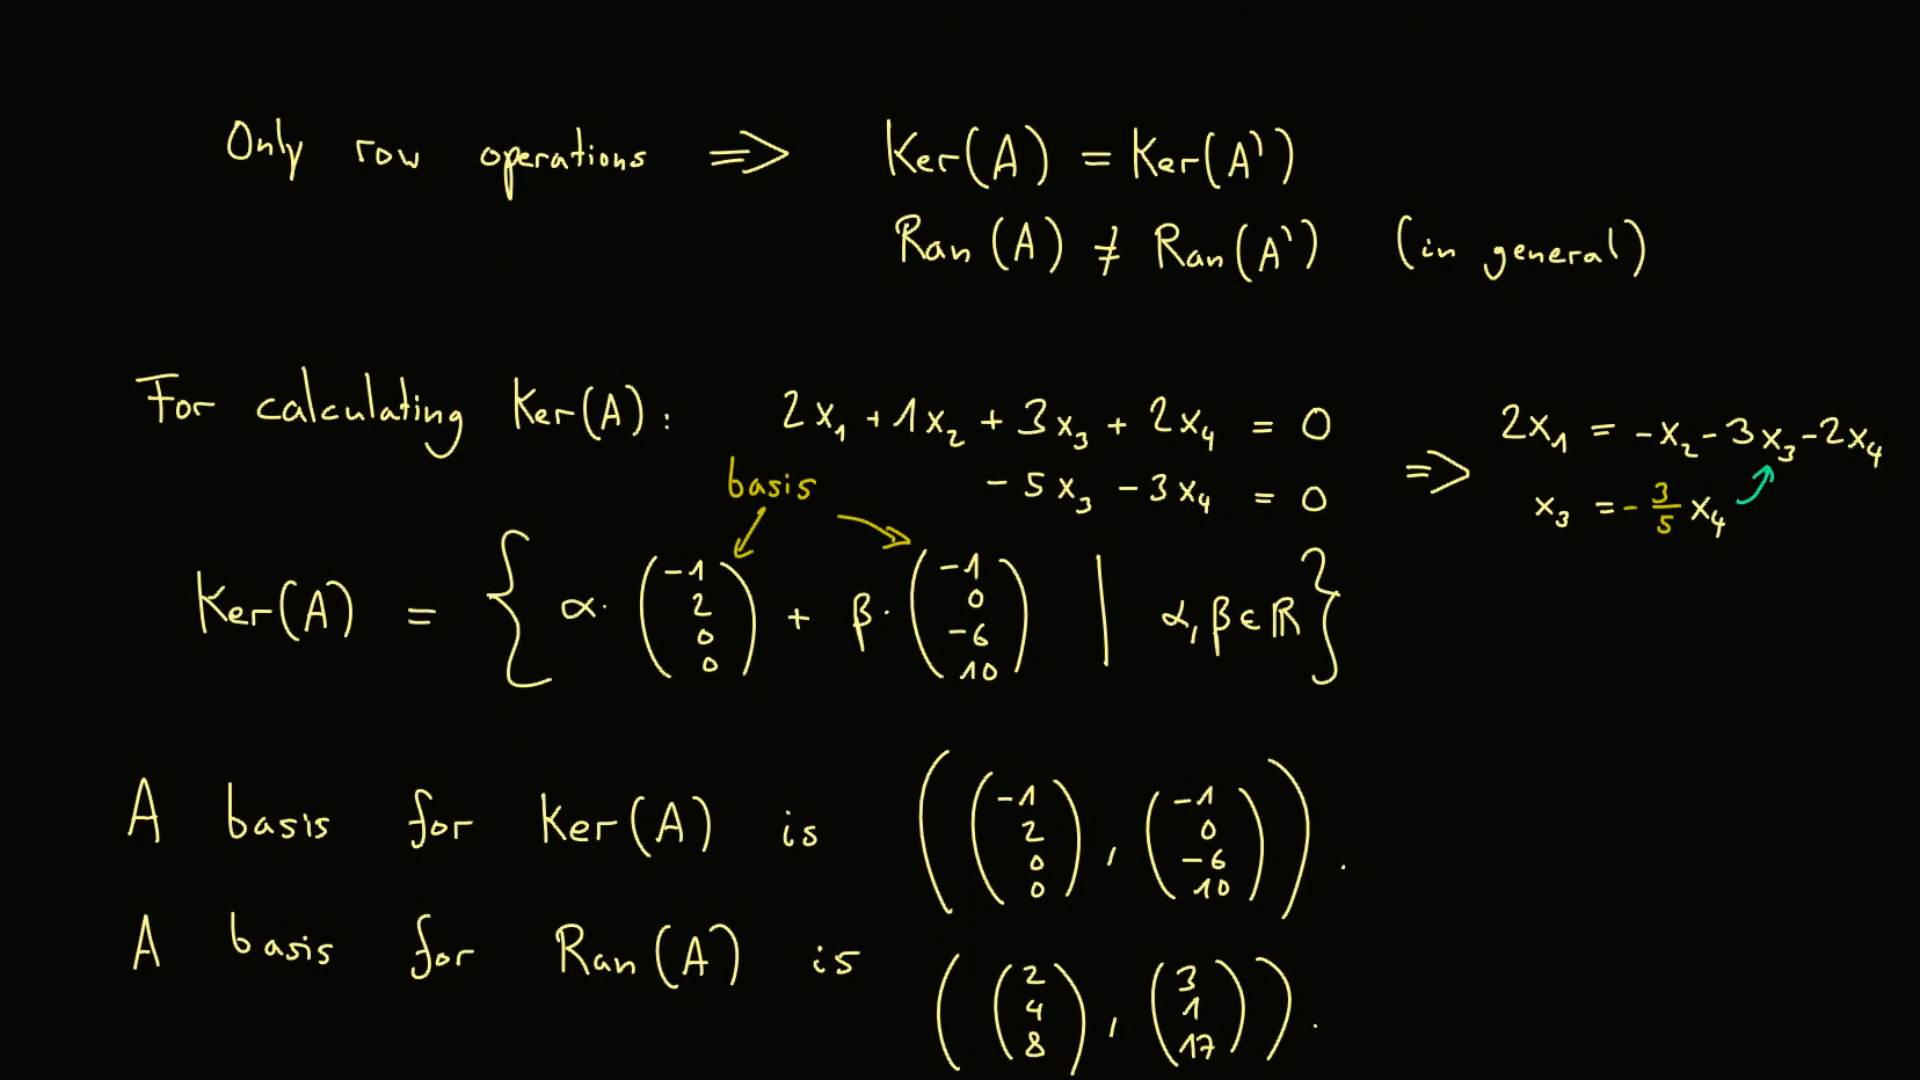 Only row operations => Ker(A) = Ker(A')
Ran(A) ≠ Ran(A') (in general)
For calculating Ker(A): 2x₁ + 1x₂ + 3x₃ + 2x₄ = 0
- 5x₃ - 3x₄ = 0
=> 2x₁ = -x₂ - 3x₃ - 2x₄
x₃ = - 3/5 x₄
basis
Ker(A) = { α · (-1 2 0 0) + β · (-1 0 -6 10) | α, β ∈ ℝ }
A basis for Ker(A) is ( (-1 2 0 0) , (-1 0 -6 10) ) .
A basis for Ran(A) is ( (2 4 8) , (3 1 17) ) .